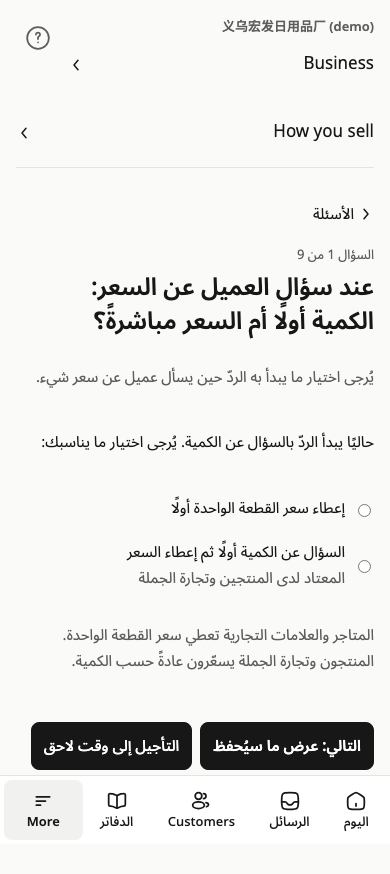 义乌宏发日用品厂 (demo)
Business
How you sell
الأسئلة
السؤال 1 من 9
عند سؤال العميل عن السعر:
الكمية أولًا أم السعر مباشرةً؟
يُرجى اختيار ما يبدأ به الردّ حين يسأل عميل عن سعر شيء.
حاليًا يبدأ الردّ بالسؤال عن الكمية. يُرجى اختيار ما يناسبك:
إعطاء سعر القطعة الواحدة أولًا
السؤال عن الكمية أولًا ثم إعطاء السعر
المعتاد لدى المنتجين وتجارة الجملة
المتاجر والعلامات التجارية تعطي سعر القطعة الواحدة.
المنتجون وتجارة الجملة يسعّرون عادةً حسب الكمية.
التالي: عرض ما سيُحفظ
التأجيل إلى وقت لاحق
اليوم
الرسائل
Customers
الدفاتر
More